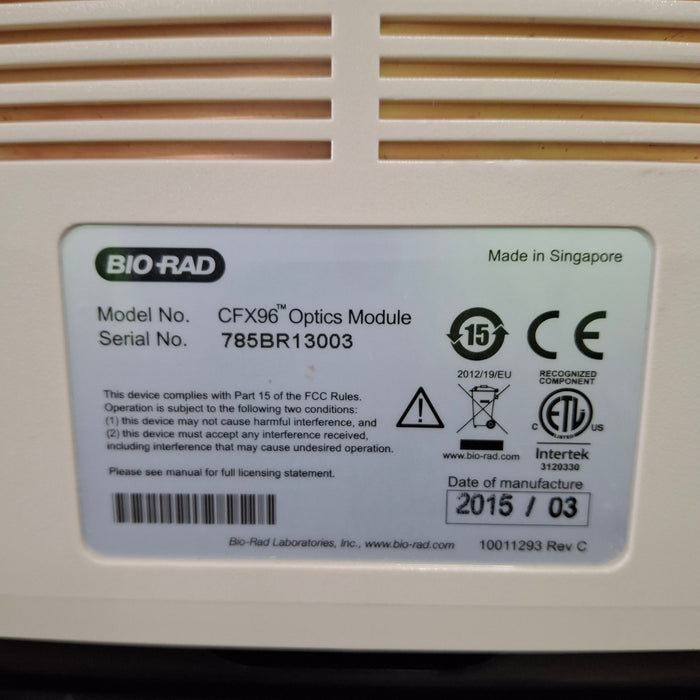 BIO-RAD
Made in Singapore
Model No. CFX96™ Optics Module
Serial No. 785BR13003
15
CE
2012/19/EU
RECOGNIZED
COMPONENT
This device complies with Part 15 of the FCC Rules.
Operation is subject to the following two conditions:
(1) this device may not cause harmful interference, and
(2) this device must accept any interference received,
including interference that may cause undesired operation.
!
ETL
LISTED
C US
Intertek
3120330
www.bio-rad.com
Please see manual for full licensing statement.
Date of manufacture
2015 / 03
Bio-Rad Laboratories, Inc., www.bio-rad.com
10011293 Rev C